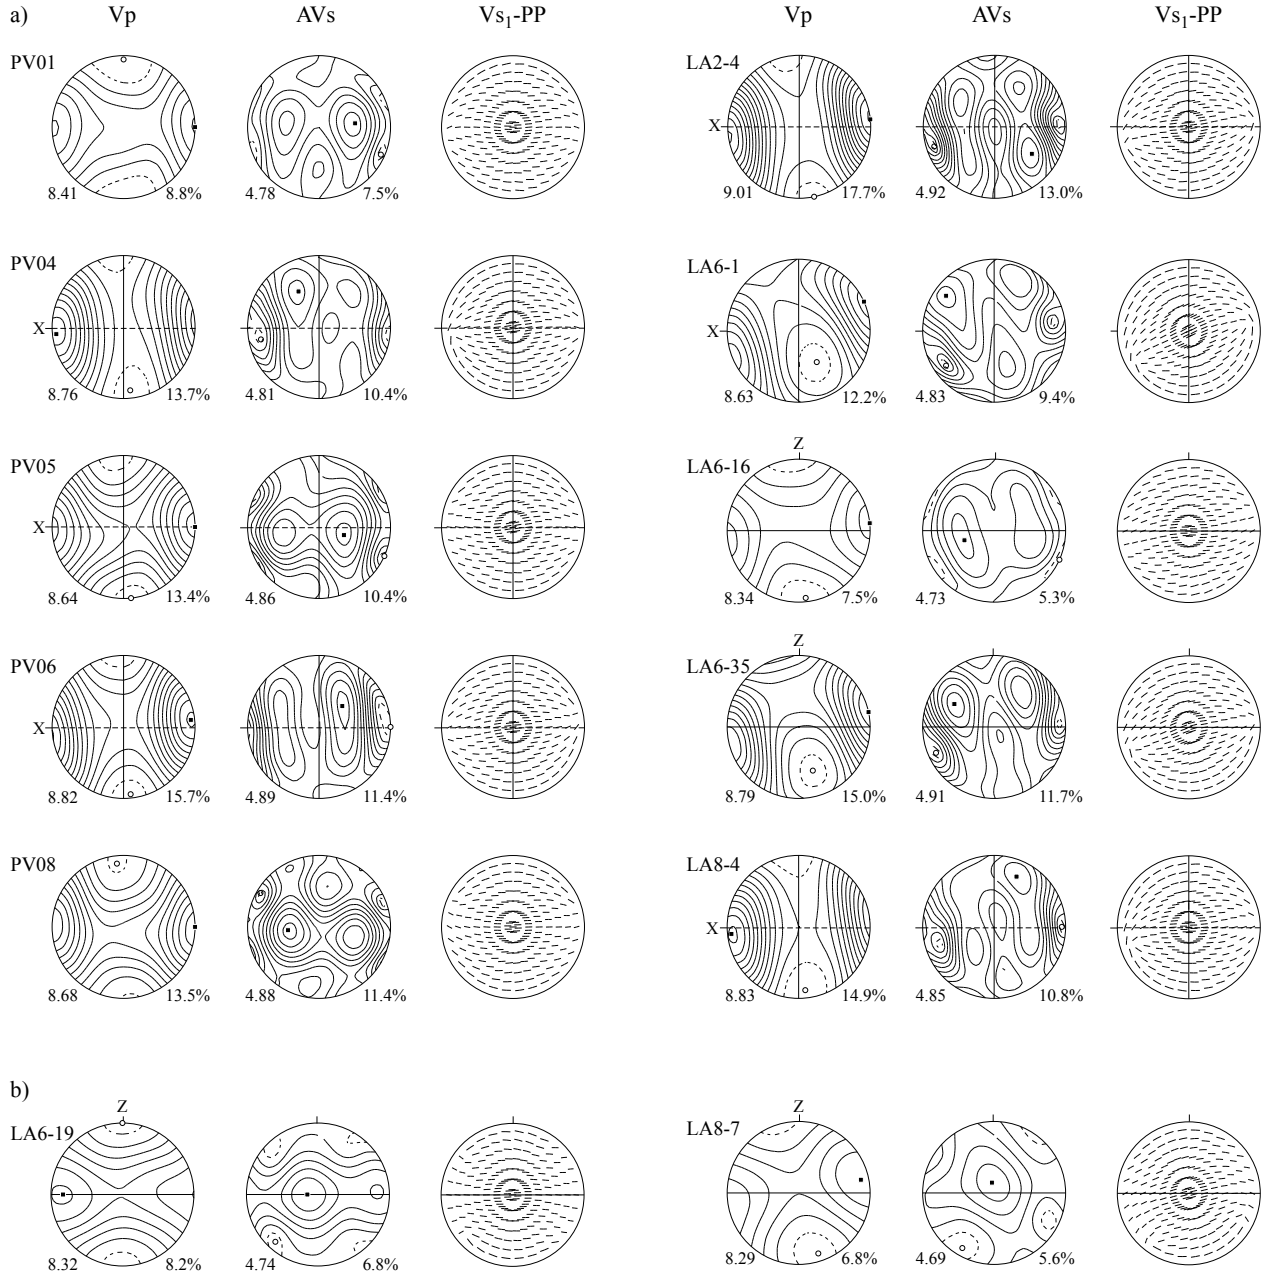 a) Vp AVs Vs1-PP Vp AVs Vs1-PP
PV01 LA2-4
X
8.41 8.8% 4.78 7.5% 9.01 17.7% 4.92 13.0%
PV04 LA6-1
X X
8.76 13.7% 4.81 10.4% 8.63 12.2% 4.83 9.4%
Z
PV05 LA6-16
X
8.64 13.4% 4.86 10.4% 8.34 7.5% 4.73 5.3%
Z
PV06 LA6-35
X
8.82 15.7% 4.89 11.4% 8.79 15.0% 4.91 11.7%
PV08 LA8-4
X
8.68 13.5% 4.88 11.4% 8.83 14.9% 4.85 10.8%
b)
Z Z
LA6-19 LA8-7
8.32 8.2% 4.74 6.8% 8.29 6.8% 4.69 5.6%